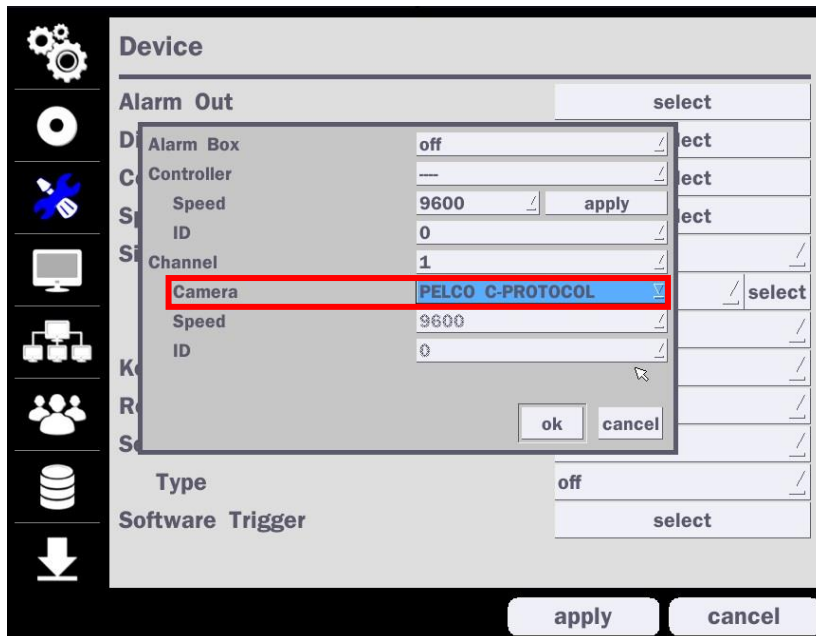 Device
Alarm Out select
Alarm Box off
Controller ----
Speed 9600 apply
ID 0
Channel 1
Camera PELCO C-PROTOCOL
select
Speed 9600
ID 0
ok cancel
Type off
Software Trigger select
apply cancel